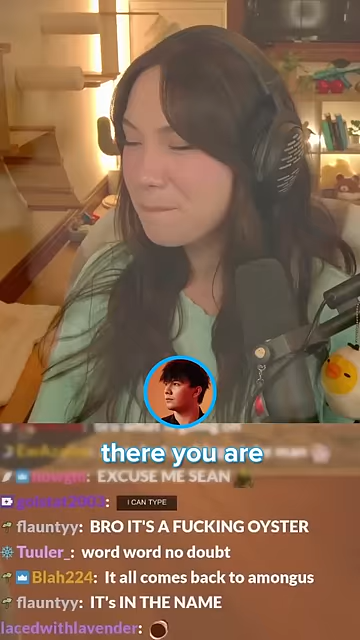 there you are
EXCUSE ME SEAN
I CAN TYPE
flauntyy: BRO IT'S A FUCKING OYSTER
Tuuler_: word word no doubt
Blah224: It all comes back to amongus
flauntyy: IT's IN THE NAME
lacedwithlavender: